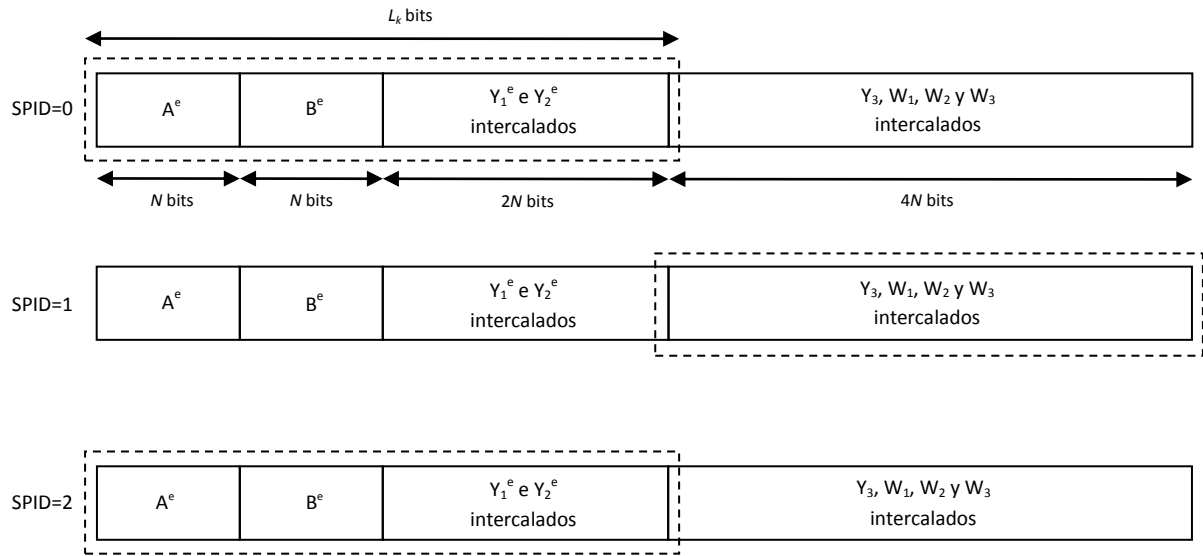 L_k bits
SPID=0
A^e
B^e
Y_1^e e Y_2^e
intercalados
Y_3, W_1, W_2 y W_3
intercalados
N bits
N bits
2N bits
4N bits
SPID=1
A^e
B^e
Y_1^e e Y_2^e
intercalados
Y_3, W_1, W_2 y W_3
intercalados
SPID=2
A^e
B^e
Y_1^e e Y_2^e
intercalados
Y_3, W_1, W_2 y W_3
intercalados